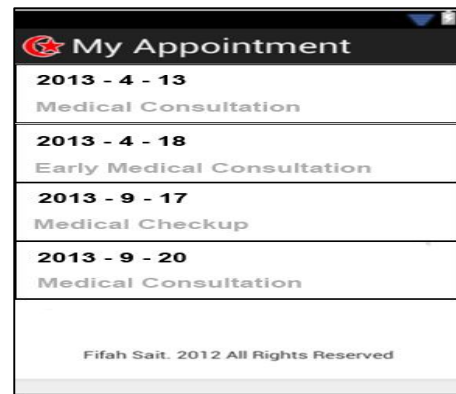 My Appointment
2013 - 4 - 13
Medical Consultation
2013 - 4 - 18
Early Medical Consultation
2013 - 9 - 17
Medical Checkup
2013 - 9 - 20
Medical Consultation
Fifah Sait. 2012 All Rights Reserved